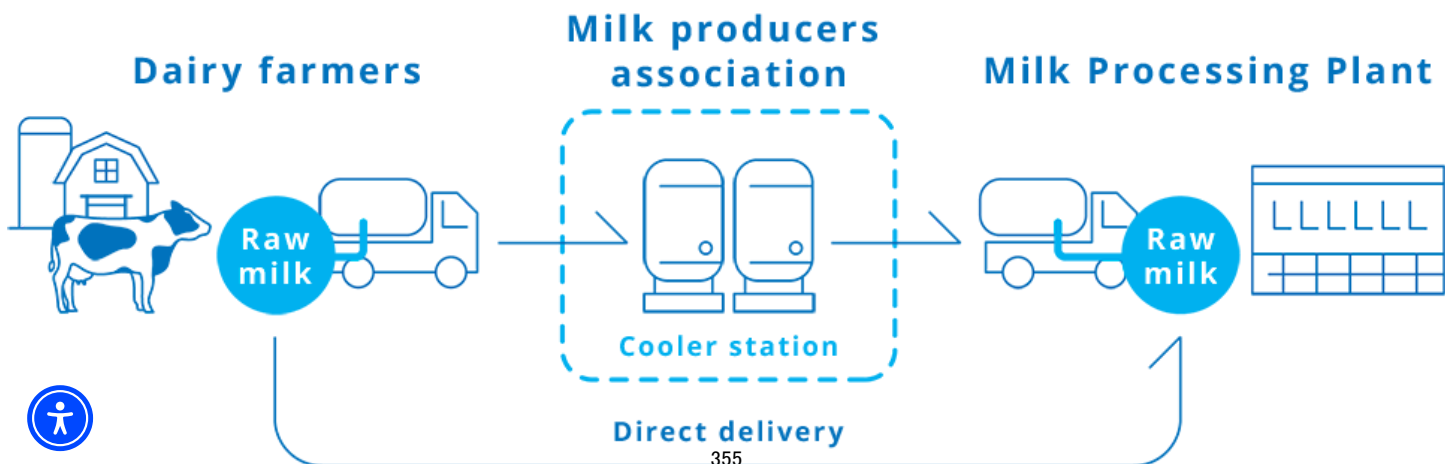 Dairy farmers
Milk producers
association
Milk Processing Plant
Raw
milk
Raw
milk
Cooler station
Direct delivery
355